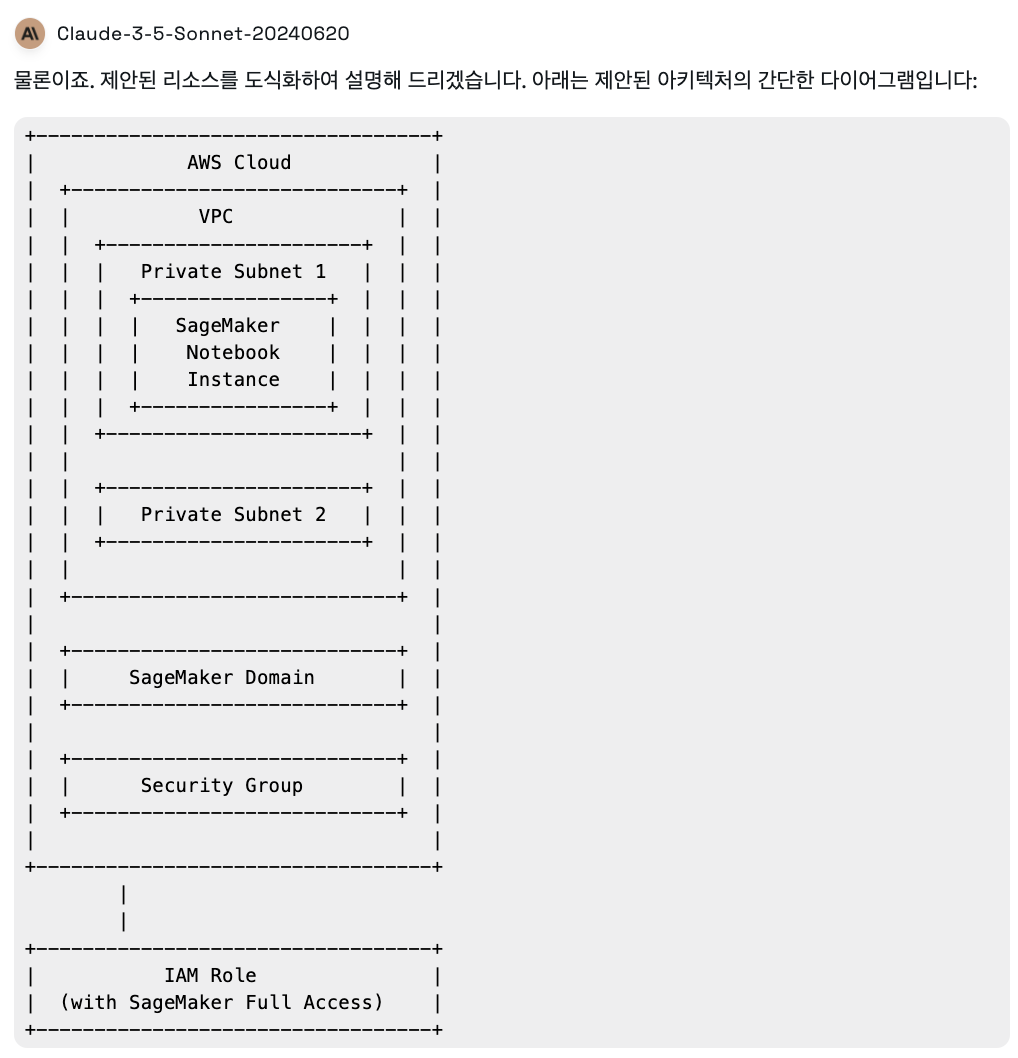 Claude-3-5-Sonnet-20240620
물론이죠. 제안된 리소스를 도식화하여 설명해 드리겠습니다. 아래는 제안된 아키텍처의 간단한 다이어그램입니다:
AWS Cloud
VPC
Private Subnet 1
SageMaker
Notebook
Instance
Private Subnet 2
SageMaker Domain
Security Group
IAM Role
(with SageMaker Full Access)